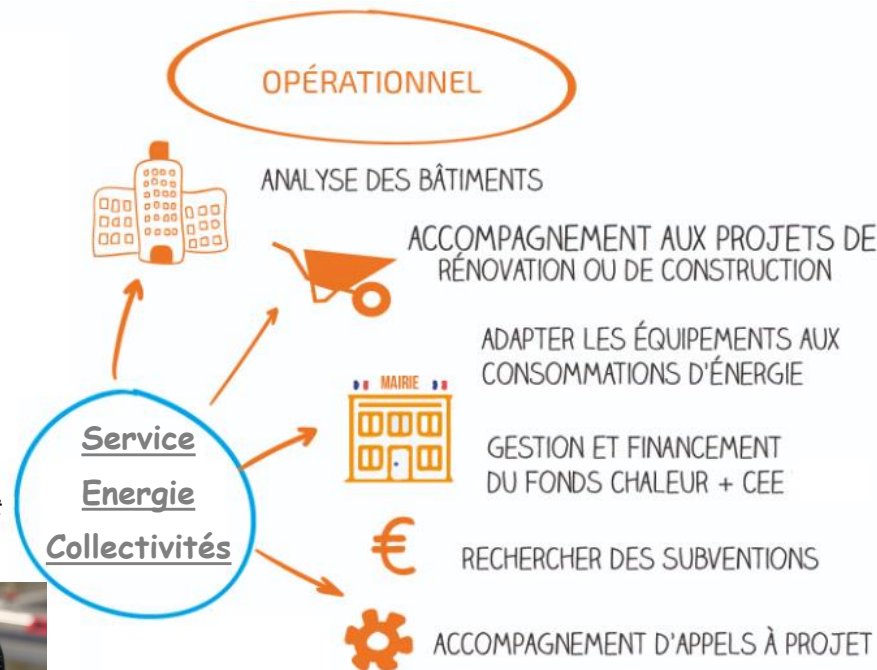 OPÉRATIONNEL
ANALYSE DES BÂTIMENTS
ACCOMPAGNEMENT AUX PROJETS DE
RÉNOVATION OU DE CONSTRUCTION
ADAPTER LES ÉQUIPEMENTS AUX
CONSOMMATIONS D'ÉNERGIE
MAIRIE
GESTION ET FINANCEMENT
DU FONDS CHALEUR + CEE
Service
Energie
Collectivités
€
RECHERCHER DES SUBVENTIONS
ACCOMPAGNEMENT D'APPELS À PROJET